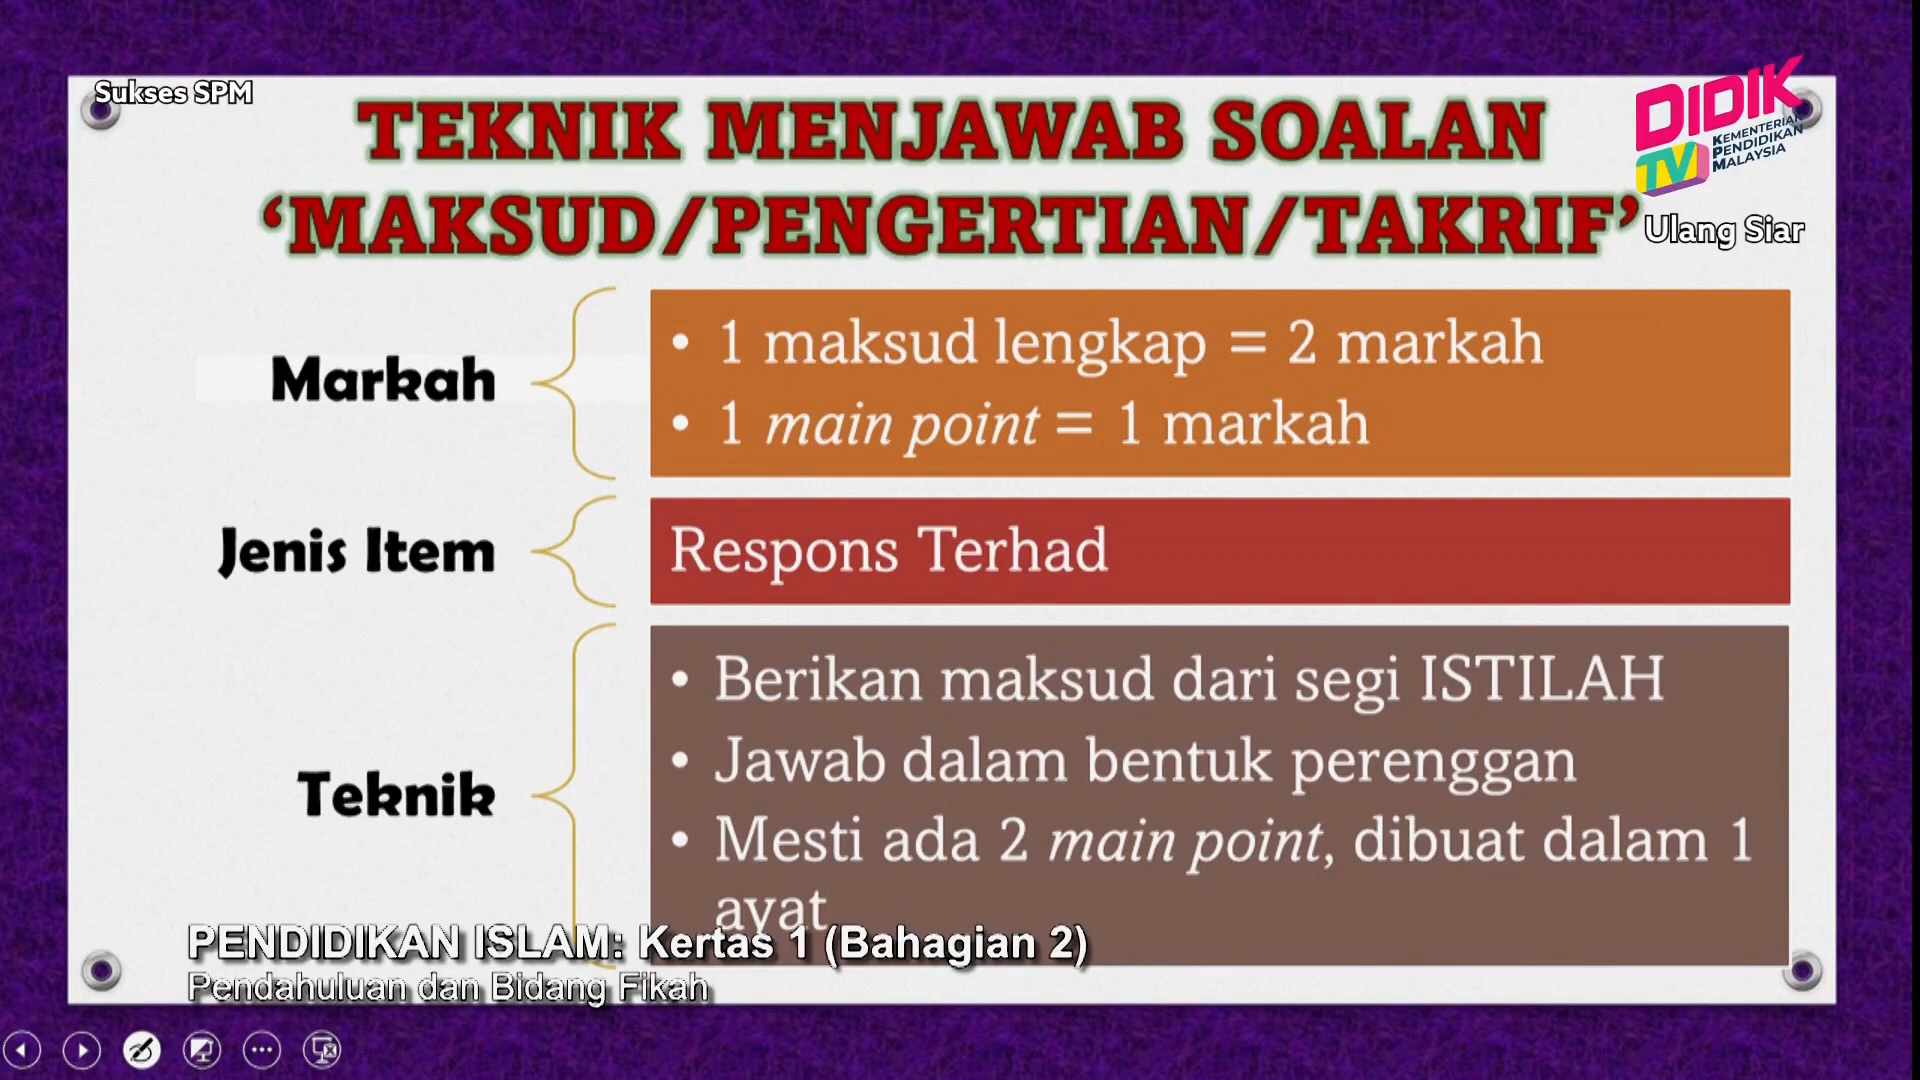 Sukses SPM
DIDIK
TV
KEMENTERIAN
PENDIDIKAN
MALAYSIA
Ulang Siar
TEKNIK MENJAWAB SOALAN
‘MAKSUD/PENGERTIAN/TAKRIF’
Markah
• 1 maksud lengkap = 2 markah
• 1 main point = 1 markah
Jenis Item
Respons Terhad
Teknik
• Berikan maksud dari segi ISTILAH
• Jawab dalam bentuk perenggan
• Mesti ada 2 main point, dibuat dalam 1
ayat
PENDIDIKAN ISLAM: Kertas 1 (Bahagian 2)
Pendahuluan dan Bidang Fikah